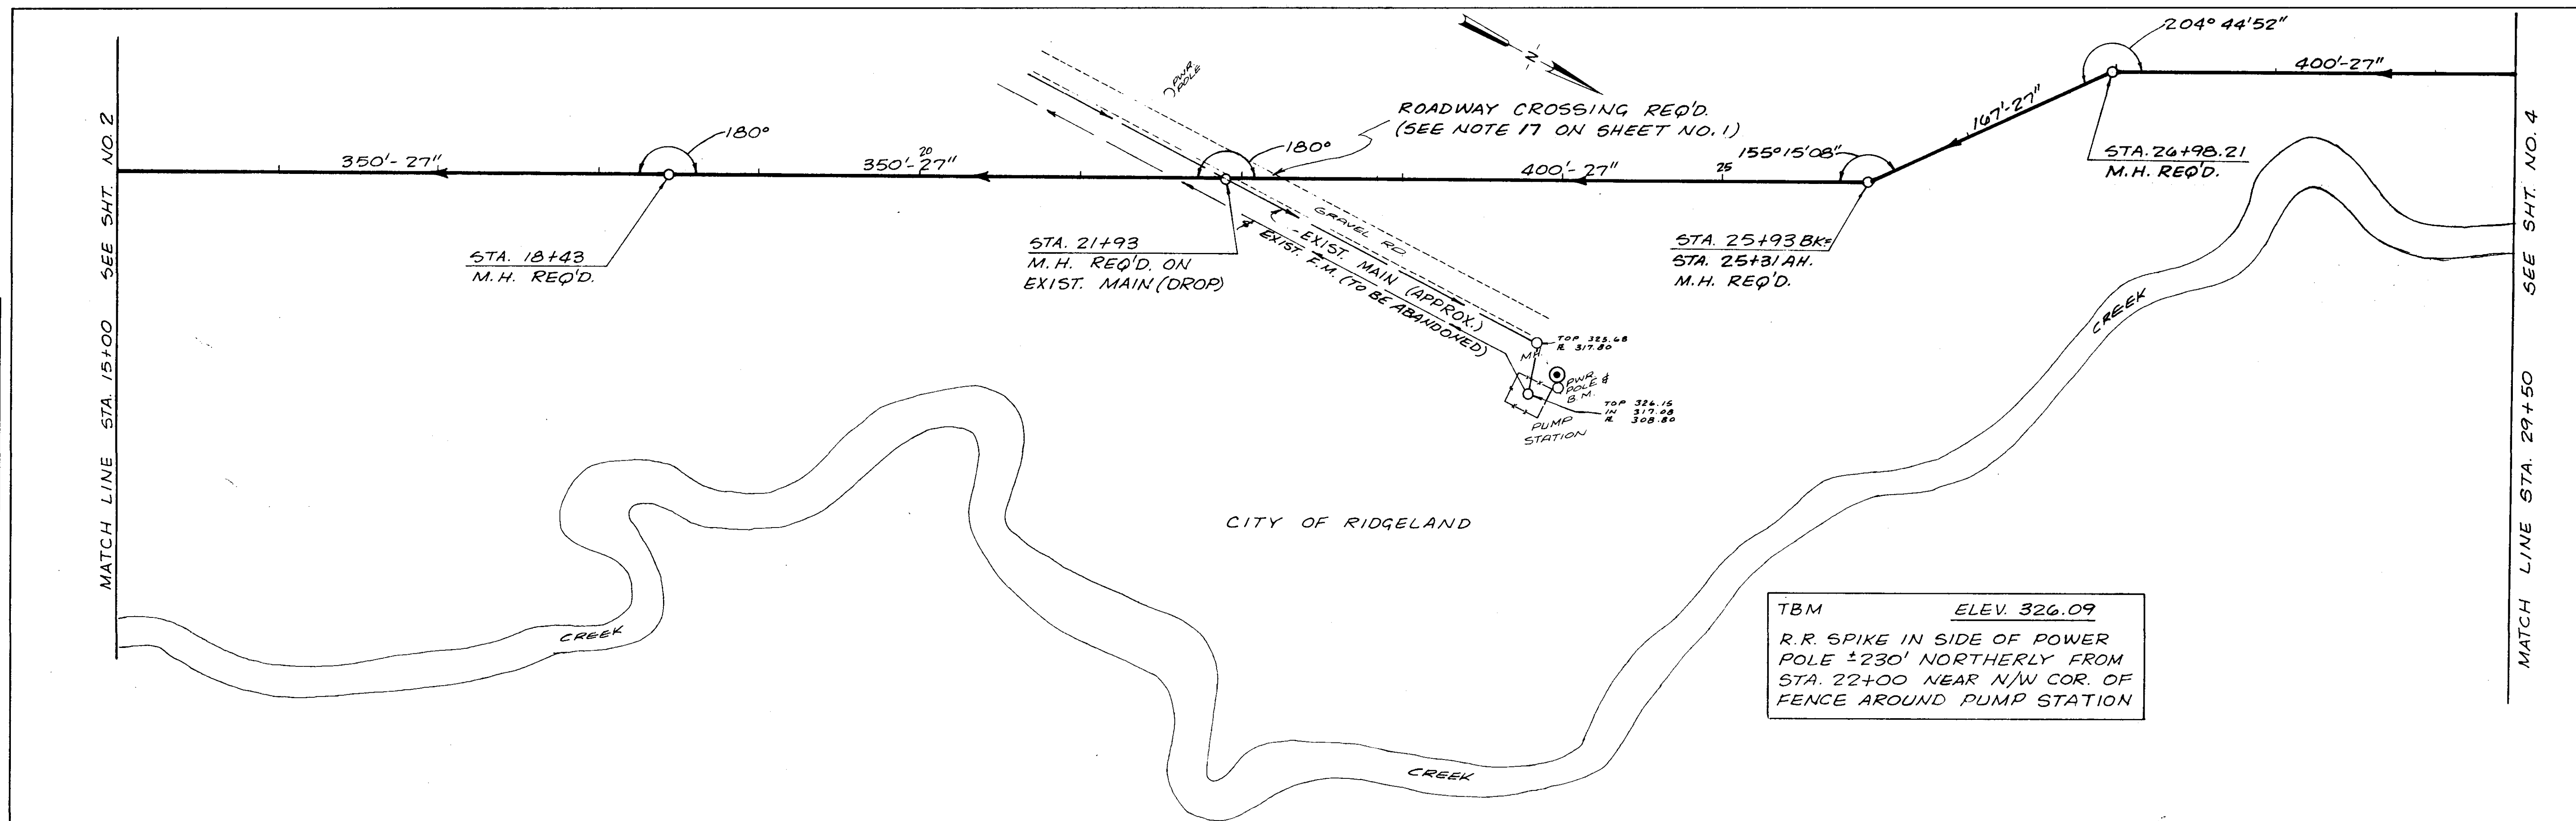 MATCH LINE STA. 15+00 SEE SHT. NO. 2
350'-27"
180°
STA. 18+43
M.H. REQ'D.
20
350'-27"
PWR.
POLE
N
ROADWAY CROSSING REQ'D.
(SEE NOTE 17 ON SHEET NO. 1)
180°
STA. 21+93
M.H. REQ'D. ON
EXIST. MAIN (DROP)
GRAVEL RD.
EXIST. MAIN (APPROX.)
EXIST. F.M. (TO BE ABANDONED)
400'-27"
25
155°15'08"
STA. 25+93 BK=
STA. 25+31 AH.
M.H. REQ'D.
167'-27"
204° 44'52"
400'-27"
STA. 26+98.21
M.H. REQ'D.
TOP 325.68
317.80
M.H.
PWR.
POLE &
B.M.
TOP 326.15
IN 317.08
308.80
PUMP
STATION
CREEK
CITY OF RIDGELAND
CREEK
CREEK
TBM ELEV. 326.09
R.R. SPIKE IN SIDE OF POWER
POLE ±230' NORTHERLY FROM
STA. 22+00 NEAR N/W COR. OF
FENCE AROUND PUMP STATION
MATCH LINE STA. 29+50 SEE SHT. NO. 4